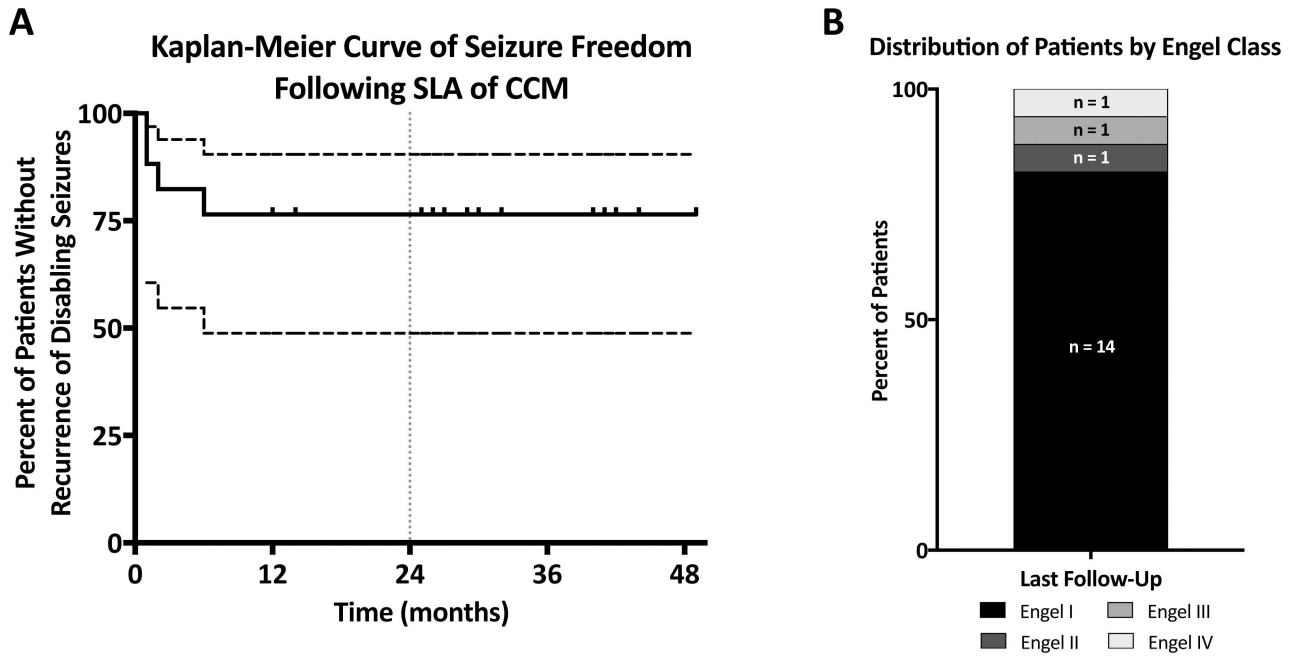 A
Kaplan-Meier Curve of Seizure Freedom
Following SLA of CCM
Percent of Patients Without
Recurrence of Disabling Seizures
100
75
50
25
0
0 12 24 36 48
Time (months)
B
Distribution of Patients by Engel Class
Percent of Patients
100
50
0
n = 1
n = 1
n = 1
n = 14
Last Follow-Up
Engel I Engel III
Engel II Engel IV